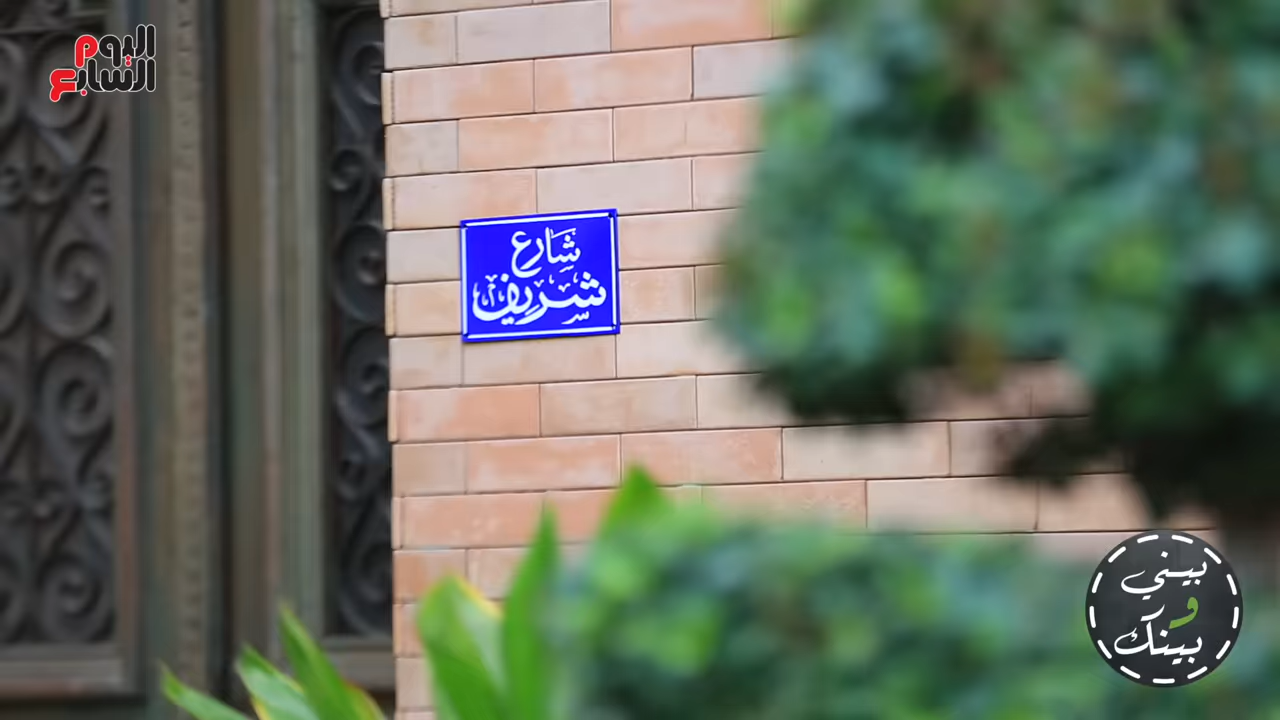 اليوم
السابع
شارع
شريف
بيني
و
بينك